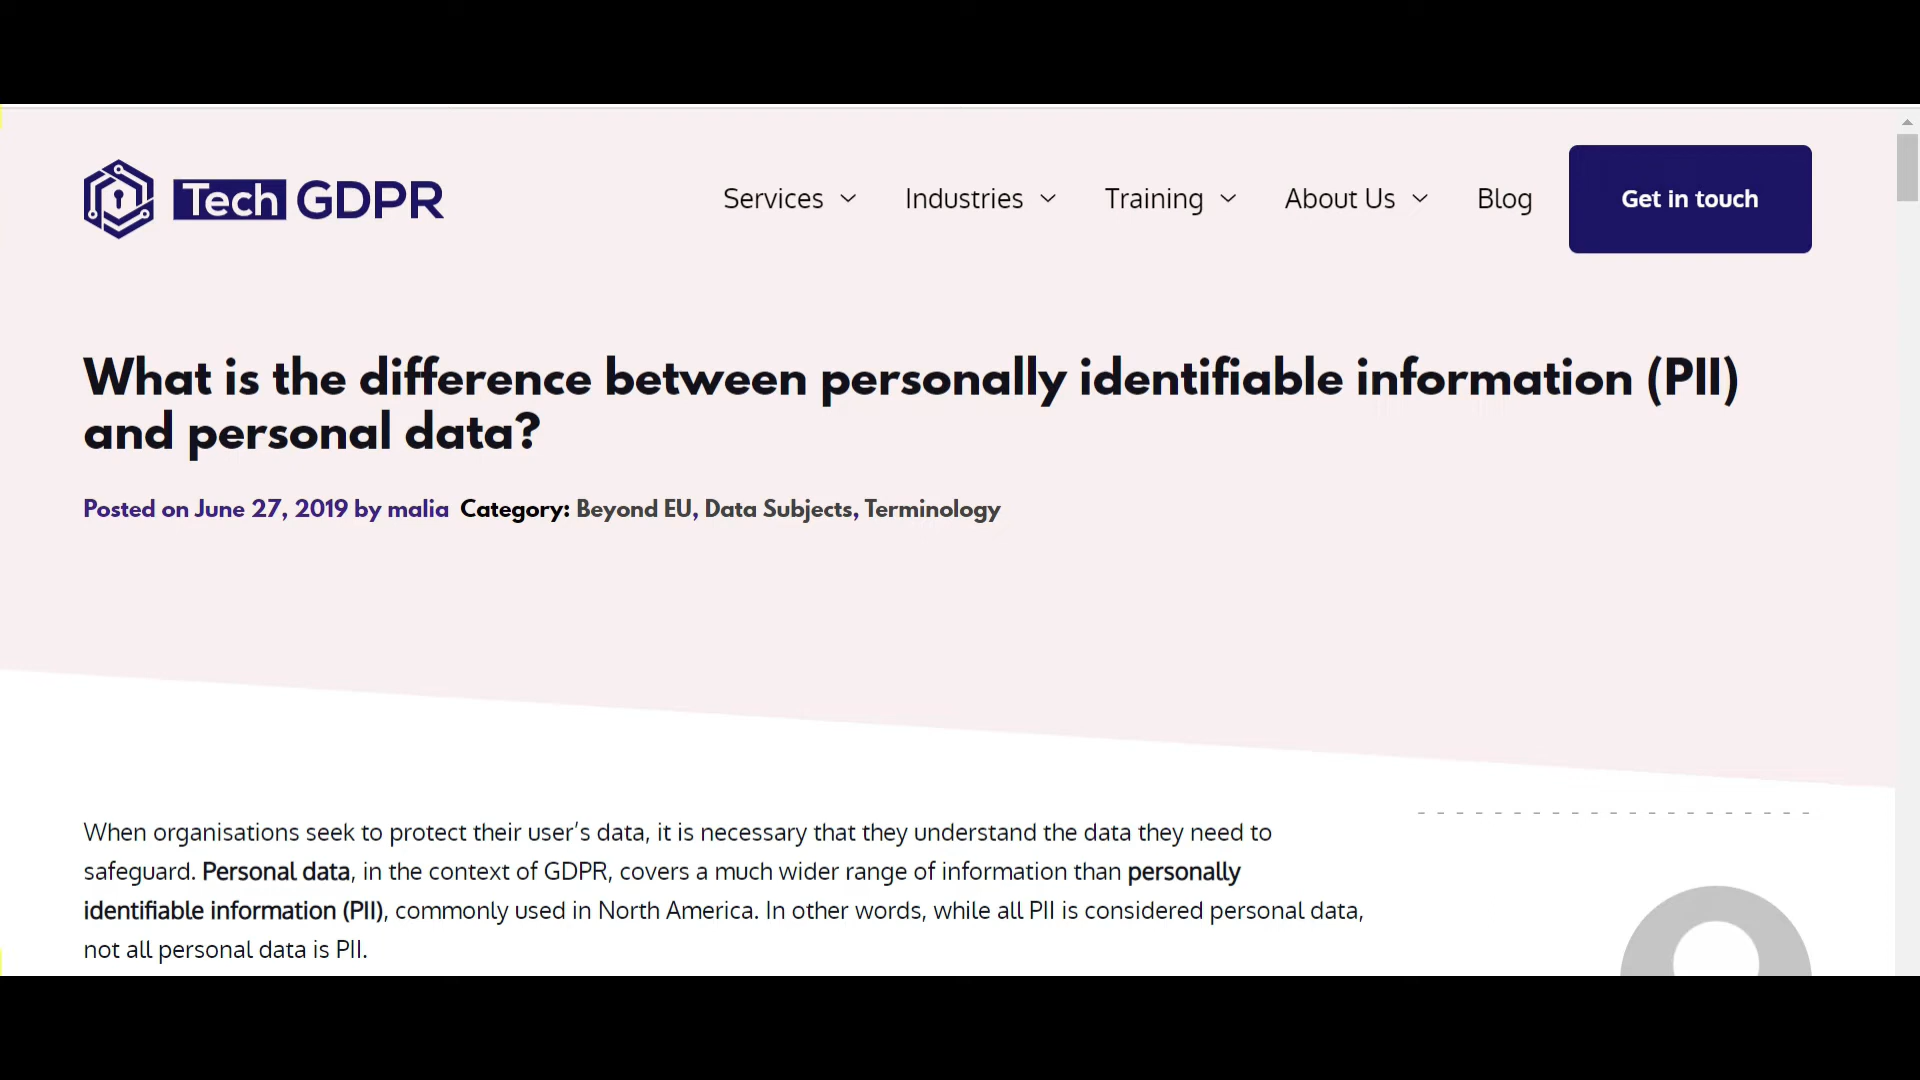 Tech GDPR
Services Industries Training About Us Blog Get in touch
What is the difference between personally identifiable information (PII)
and personal data?
Posted on June 27, 2019 by malia Category: Beyond EU, Data Subjects, Terminology
When organisations seek to protect their user’s data, it is necessary that they understand the data they need to
safeguard. Personal data, in the context of GDPR, covers a much wider range of information than personally
identifiable information (PII), commonly used in North America. In other words, while all PII is considered personal data,
not all personal data is PII.